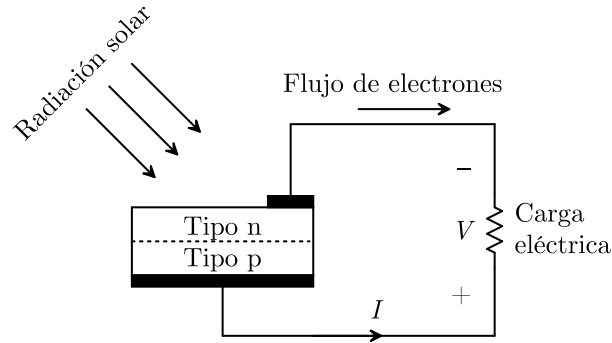 Radiación solar
Flujo de electrones
−
Tipo n
Tipo p
V
Carga
eléctrica
+
I